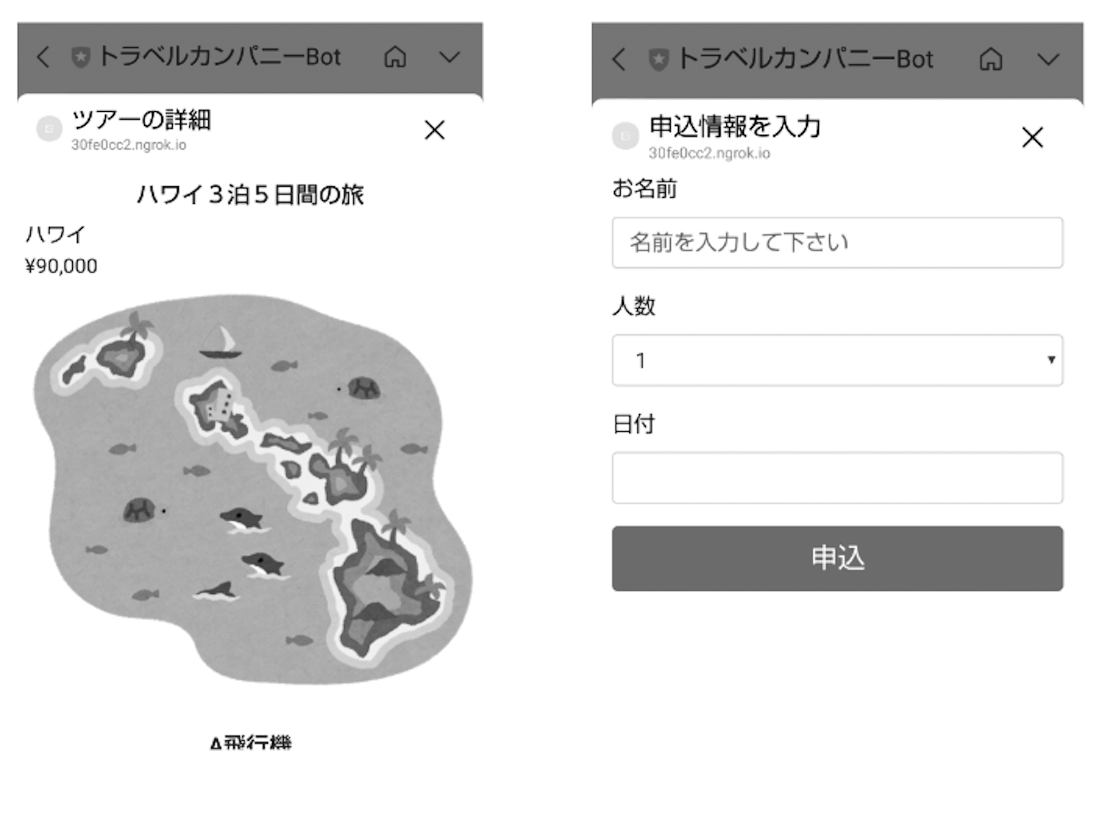 トラベルカンパニーBot
ツアーの詳細
30fe0cc2.ngrok.io
ハワイ3泊5日間の旅
ハワイ
¥90,000
トラベルカンパニーBot
申込情報を入力
30fe0cc2.ngrok.io
お名前
名前を入力して下さい
人数
1
日付
申込